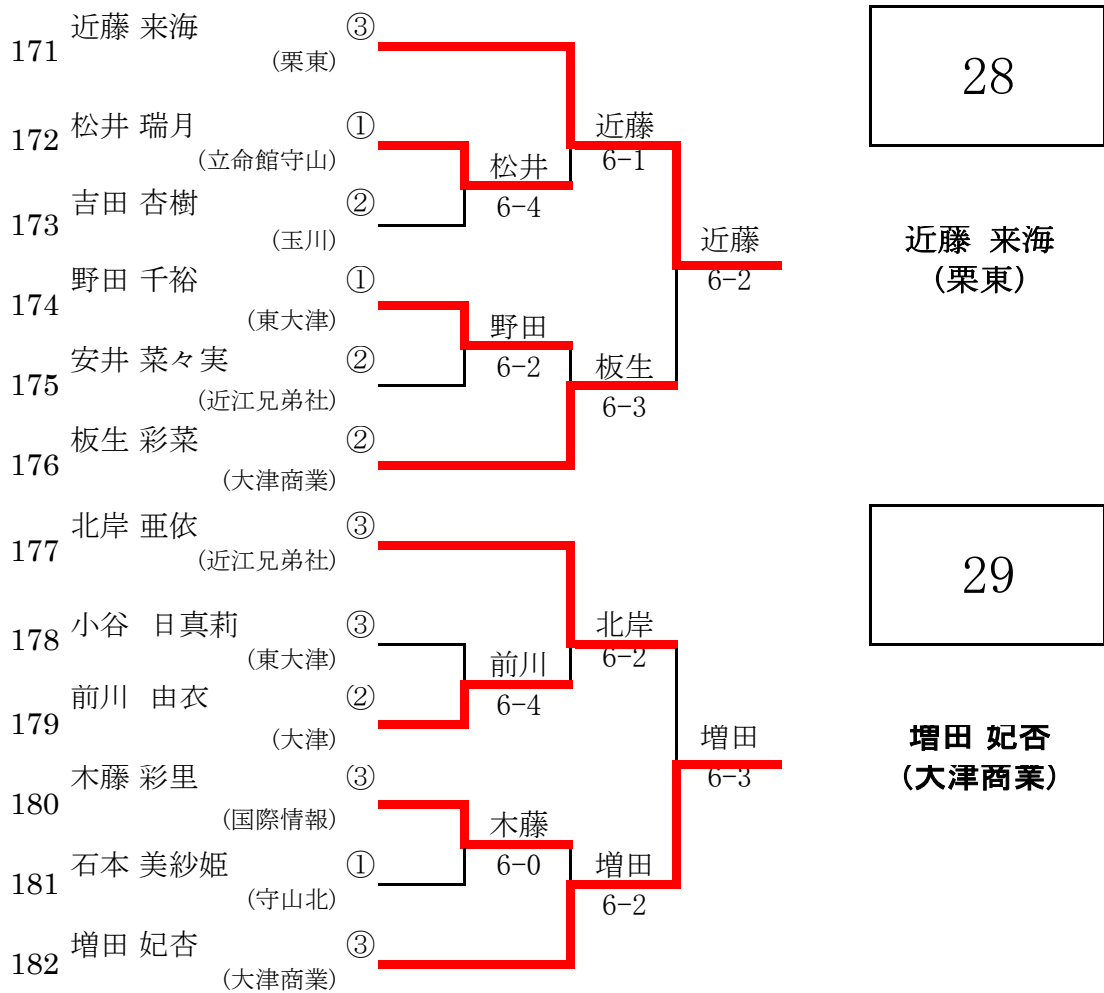 近藤 来海 ③
171 (栗東)
松井 瑞月 ①
172 (立命館守山)
吉田 杏樹 ②
173 (玉川)
野田 千裕 ①
174 (東大津)
安井 菜々実 ②
175 (近江兄弟社)
板生 彩菜 ②
176 (大津商業)
松井
6-4
野田
6-2
近藤
6-1
板生
6-3
近藤
6-2
28
近藤 来海
(栗東)
北岸 亜依 ③
177 (近江兄弟社)
小谷 日真莉 ③
178 (東大津)
前川 由衣 ②
179 (大津)
木藤 彩里 ③
180 (国際情報)
石本 美紗姫 ①
181 (守山北)
増田 妃杏 ③
182 (大津商業)
前川
6-4
木藤
6-0
北岸
6-2
増田
6-2
増田
6-3
29
増田 妃杏
(大津商業)